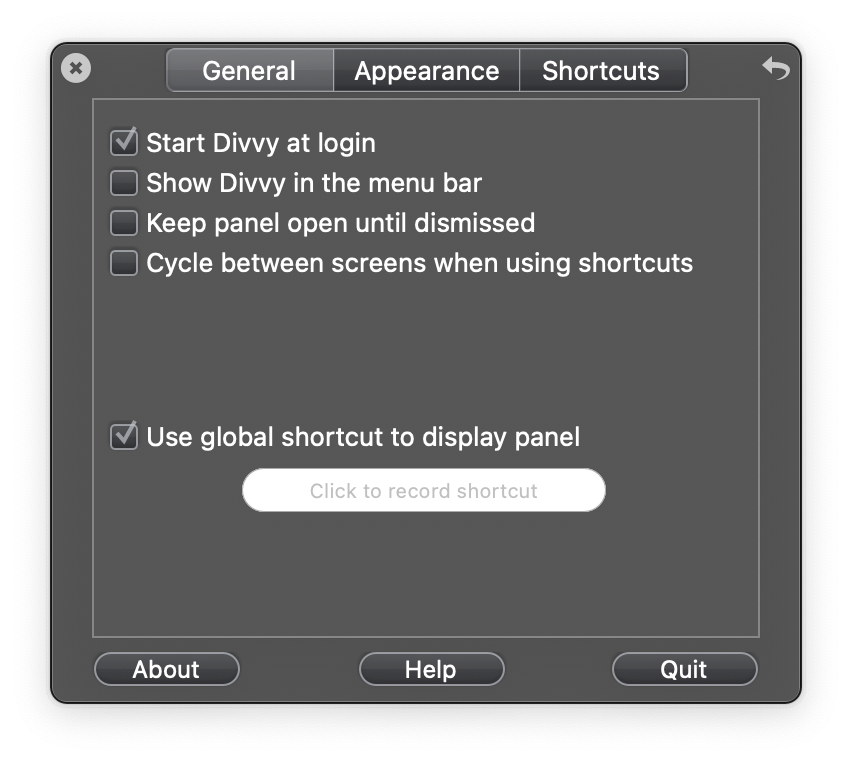 General Appearance Shortcuts
Start Divvy at login
Show Divvy in the menu bar
Keep panel open until dismissed
Cycle between screens when using shortcuts
Use global shortcut to display panel
Click to record shortcut
About Help Quit